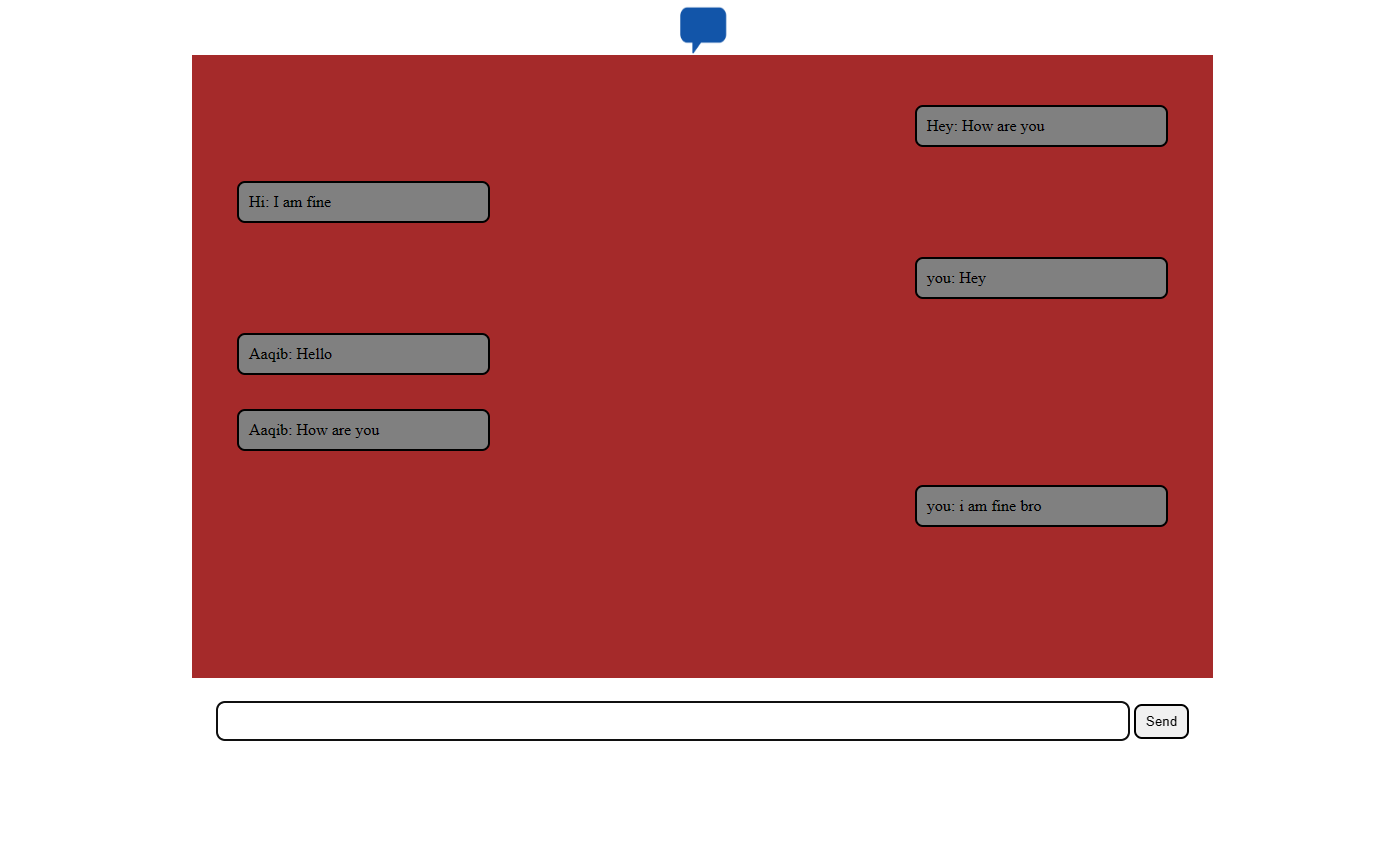 Hey: How are you
Hi: I am fine
you: Hey
Aaqib: Hello
Aaqib: How are you
you: i am fine bro
Send